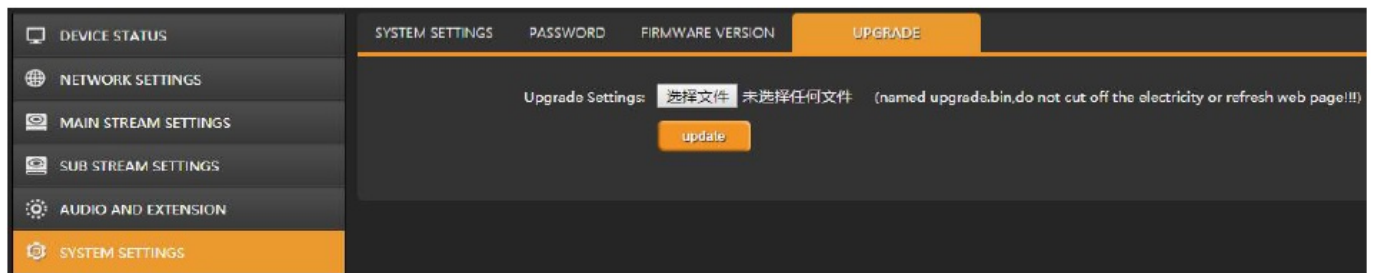 DEVICE STATUS
NETWORK SETTINGS
MAIN STREAM SETTINGS
SUB STREAM SETTINGS
AUDIO AND EXTENSION
SYSTEM SETTINGS
SYSTEM SETTINGS PASSWORD FIRMWARE VERSION UPGRADE
Upgrade Settings: 选择文件 未选择任何文件 (named upgrade.bin,do not cut off the electricity or refresh web page!!!)
update